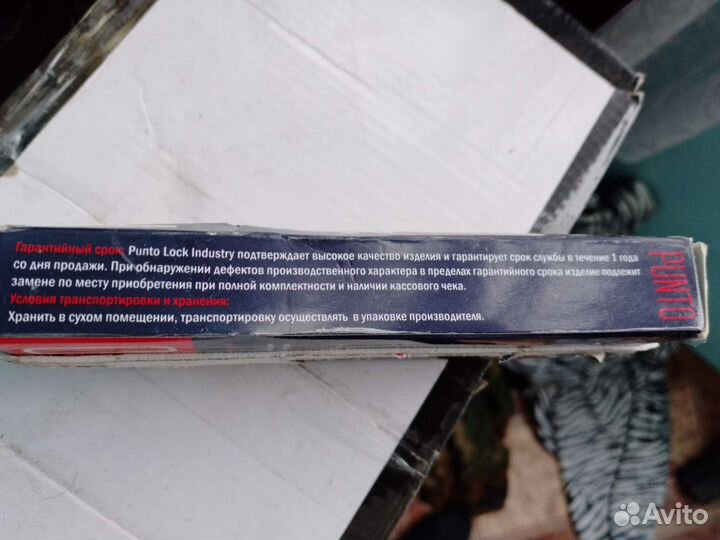 Гарантийный срок: Punto Lock Industry подтверждает высокое качество изделия и гарантирует срок службы в течение 1 года
со дня продажи. При обнаружении дефектов производственного характера в пределах гарантийного срока изделие подлежит
замене по месту приобретения при полной комплектности и наличии кассового чека.
Условия транспортировки и хранения:
Хранить в сухом помещении, транспортировку осуществлять в упаковке производителя.
PUNTO
Avito